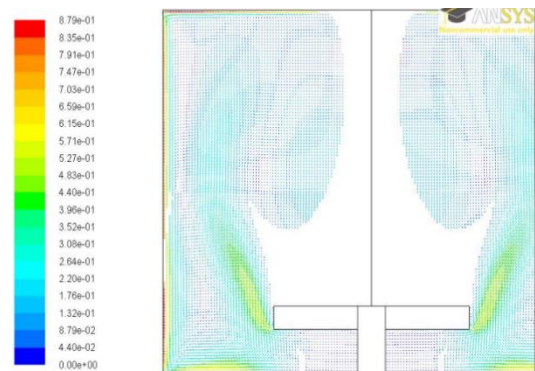 8.79e-01
8.35e-01
7.91e-01
7.47e-01
7.03e-01
6.59e-01
6.15e-01
5.71e-01
5.27e-01
4.83e-01
4.40e-01
3.96e-01
3.52e-01
3.08e-01
2.64e-01
2.20e-01
1.76e-01
1.32e-01
8.79e-02
4.40e-02
0.00e+00
ANSYS
Noncommercial use only